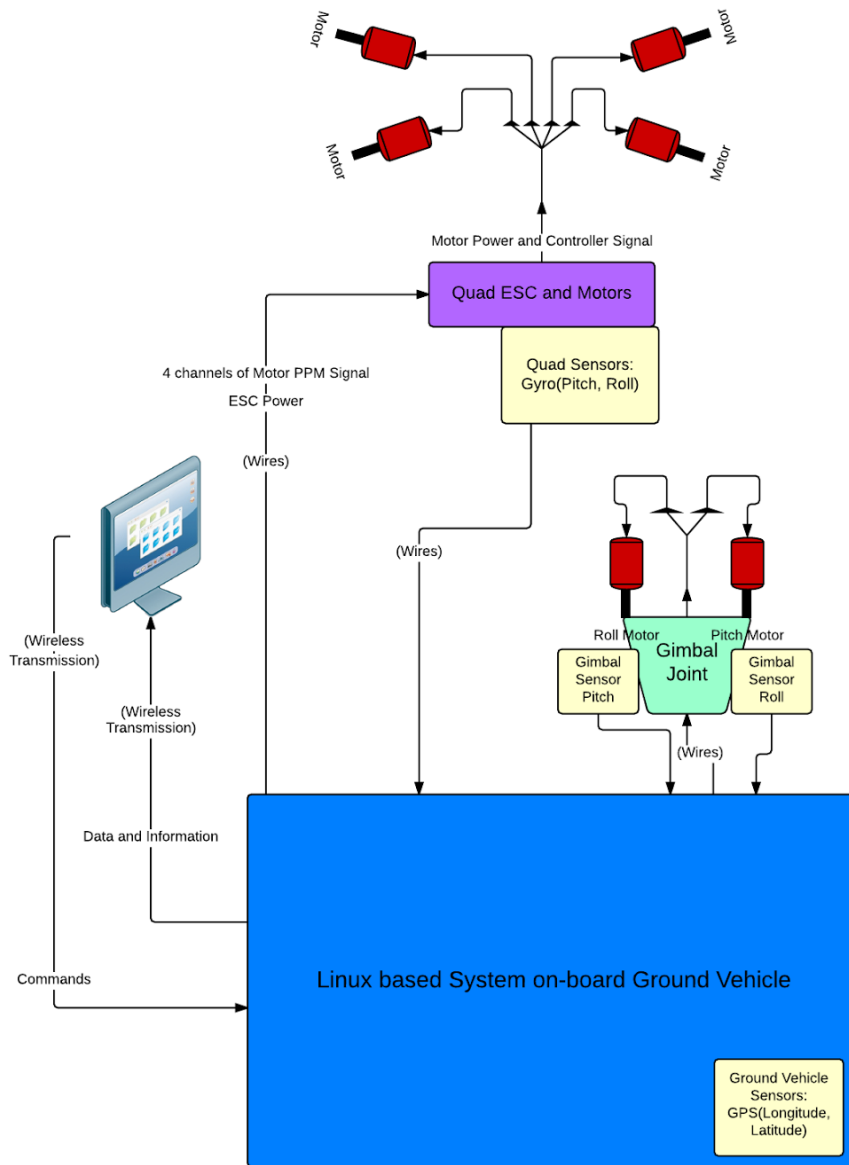 Motor
Motor
Motor
Motor
Motor Power and Controller Signal
Quad ESC and Motors
Quad Sensors:
Gyro(Pitch, Roll)
4 channels of Motor PPM Signal
ESC Power
(Wires)
(Wires)
(Wireless
Transmission)
(Wireless
Transmission)
Roll Motor
Pitch Motor
Gimbal
Joint
Gimbal
Sensor
Pitch
Gimbal
Sensor
Roll
(Wires)
Data and Information
Commands
Linux based System on-board Ground Vehicle
Ground Vehicle
Sensors:
GPS(Longitude,
Latitude)